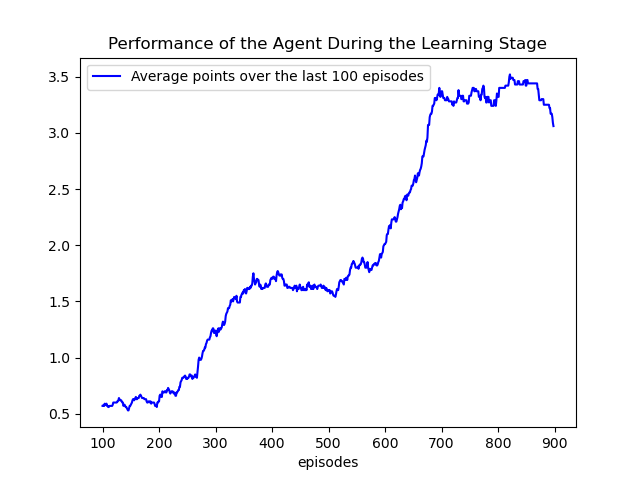 Performance of the Agent During the Learning Stage
Average points over the last 100 episodes
3.5
3.0
2.5
2.0
1.5
1.0
0.5
100 200 300 400 500 600 700 800 900
episodes